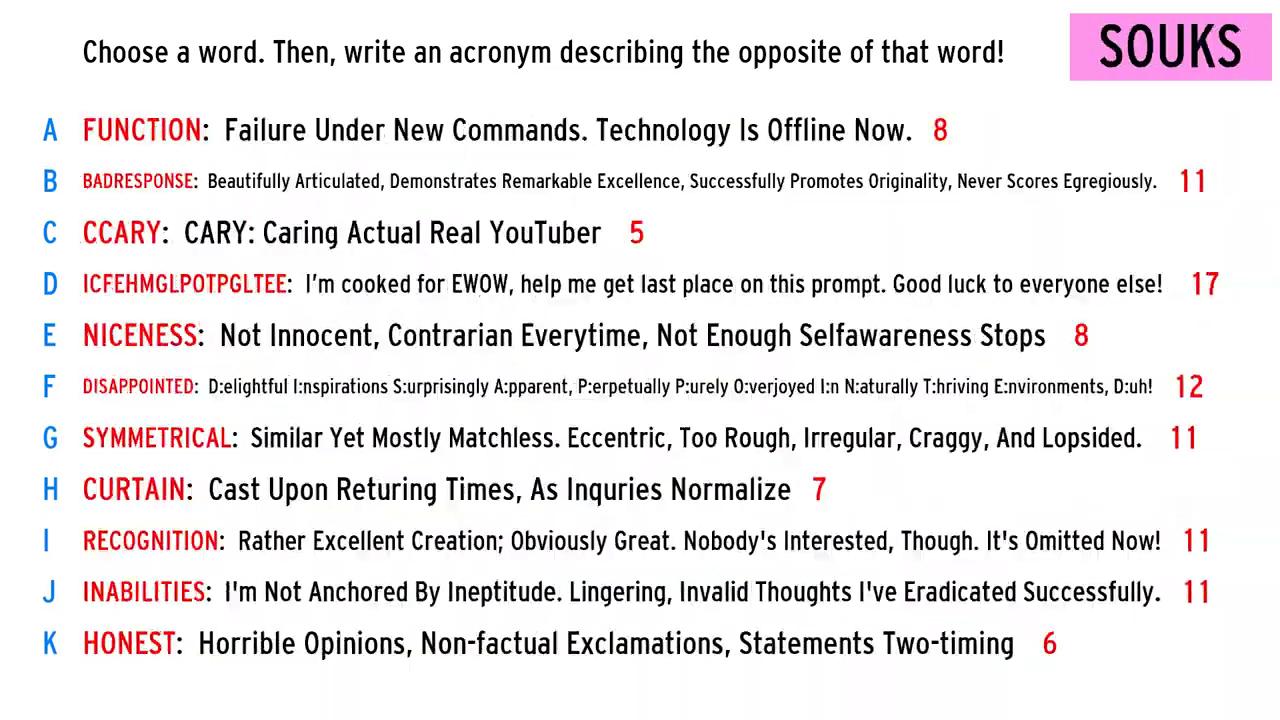 Choose a word. Then, write an acronym describing the opposite of that word! SOUKS
A FUNCTION: Failure Under New Commands. Technology Is Offline Now. 8
B BADRESPONSE: Beautifully Articulated, Demonstrates Remarkable Excellence, Successfully Promotes Originality, Never Scores Egregiously. 11
C CCARY: CARY: Caring Actual Real YouTuber 5
D ICFEHMGLPOTPGLTEE: I'm cooked for EWOW, help me get last place on this prompt. Good luck to everyone else! 17
E NICENESS: Not Innocent, Contrarian Everytime, Not Enough Selfawareness Stops 8
F DISAPPOINTED: D:elightful I:nspirations S:urprisingly A:pparent, P:erpetually P:urely O:verjoyed I:n N:aturally T:hriving E:nvironments, D:uh! 12
G SYMMETRICAL: Similar Yet Mostly Matchless. Eccentric, Too Rough, Irregular, Craggy, And Lopsided. 11
H CURTAIN: Cast Upon Returing Times, As Inquries Normalize 7
I RECOGNITION: Rather Excellent Creation; Obviously Great. Nobody's Interested, Though. It's Omitted Now! 11
J INABILITIES: I'm Not Anchored By Ineptitude. Lingering, Invalid Thoughts I've Eradicated Successfully. 11
K HONEST: Horrible Opinions, Non-factual Exclamations, Statements Two-timing 6